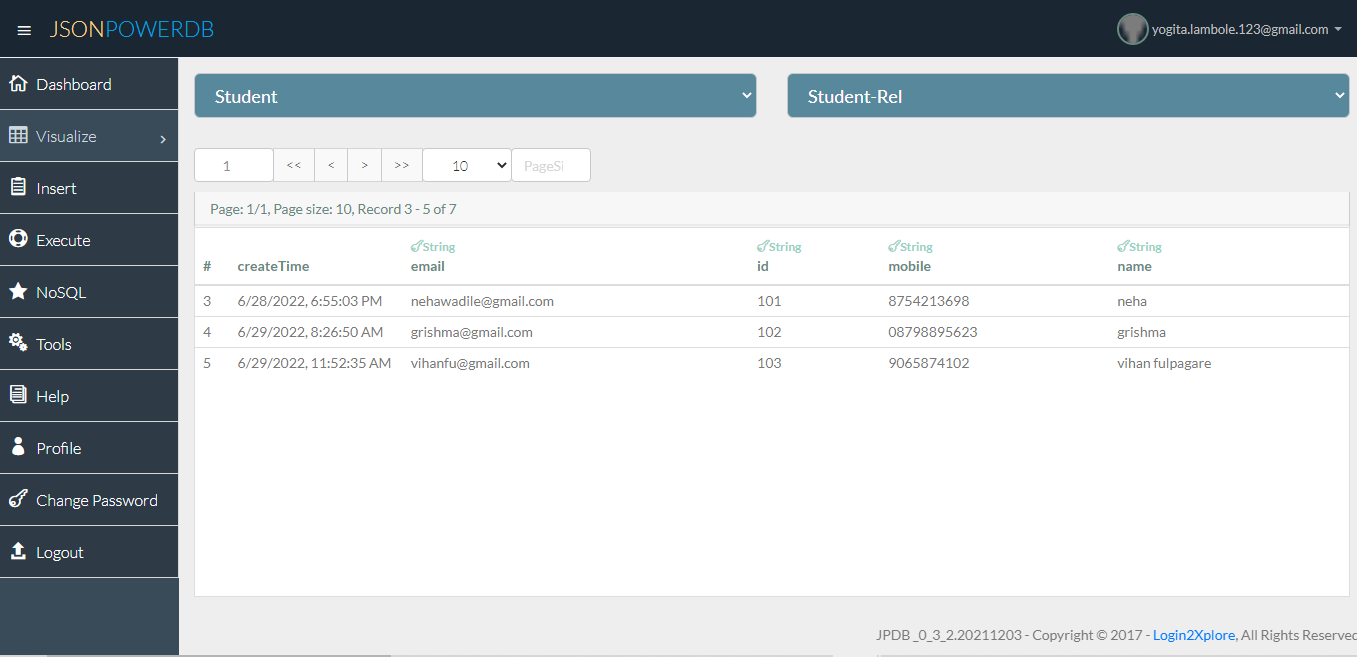 JSONPOWERDB
yogita.lambole.123@gmail.com
Dashboard
Visualize
Insert
Execute
NoSQL
Tools
Help
Profile
Change Password
Logout
Student
Student-Rel
1 << < > >> 10 PageSi
Page: 1/1, Page size: 10, Record 3 - 5 of 7
String String String String
# createTime email id mobile name
3 6/28/2022, 6:55:03 PM nehawadile@gmail.com 101 8754213698 neha
4 6/29/2022, 8:26:50 AM grishma@gmail.com 102 08798895623 grishma
5 6/29/2022, 11:52:35 AM vihanfu@gmail.com 103 9065874102 vihan fulpagare
JPDB _0_3_2.20211203 - Copyright © 2017 - Login2Xplore, All Rights Reserved